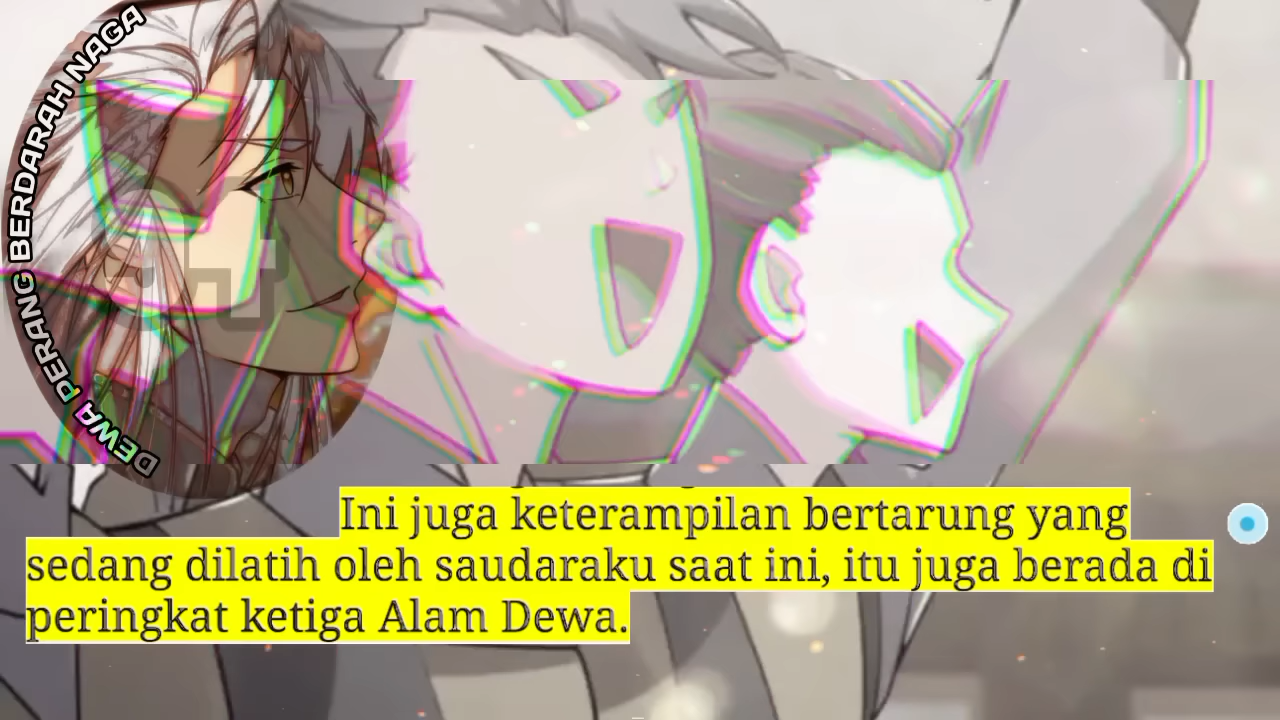 DEWA PERANG BERDARAH NAGA
Ini juga keterampilan bertarung yang
sedang dilatih oleh saudaraku saat ini, itu juga berada di
peringkat ketiga Alam Dewa.